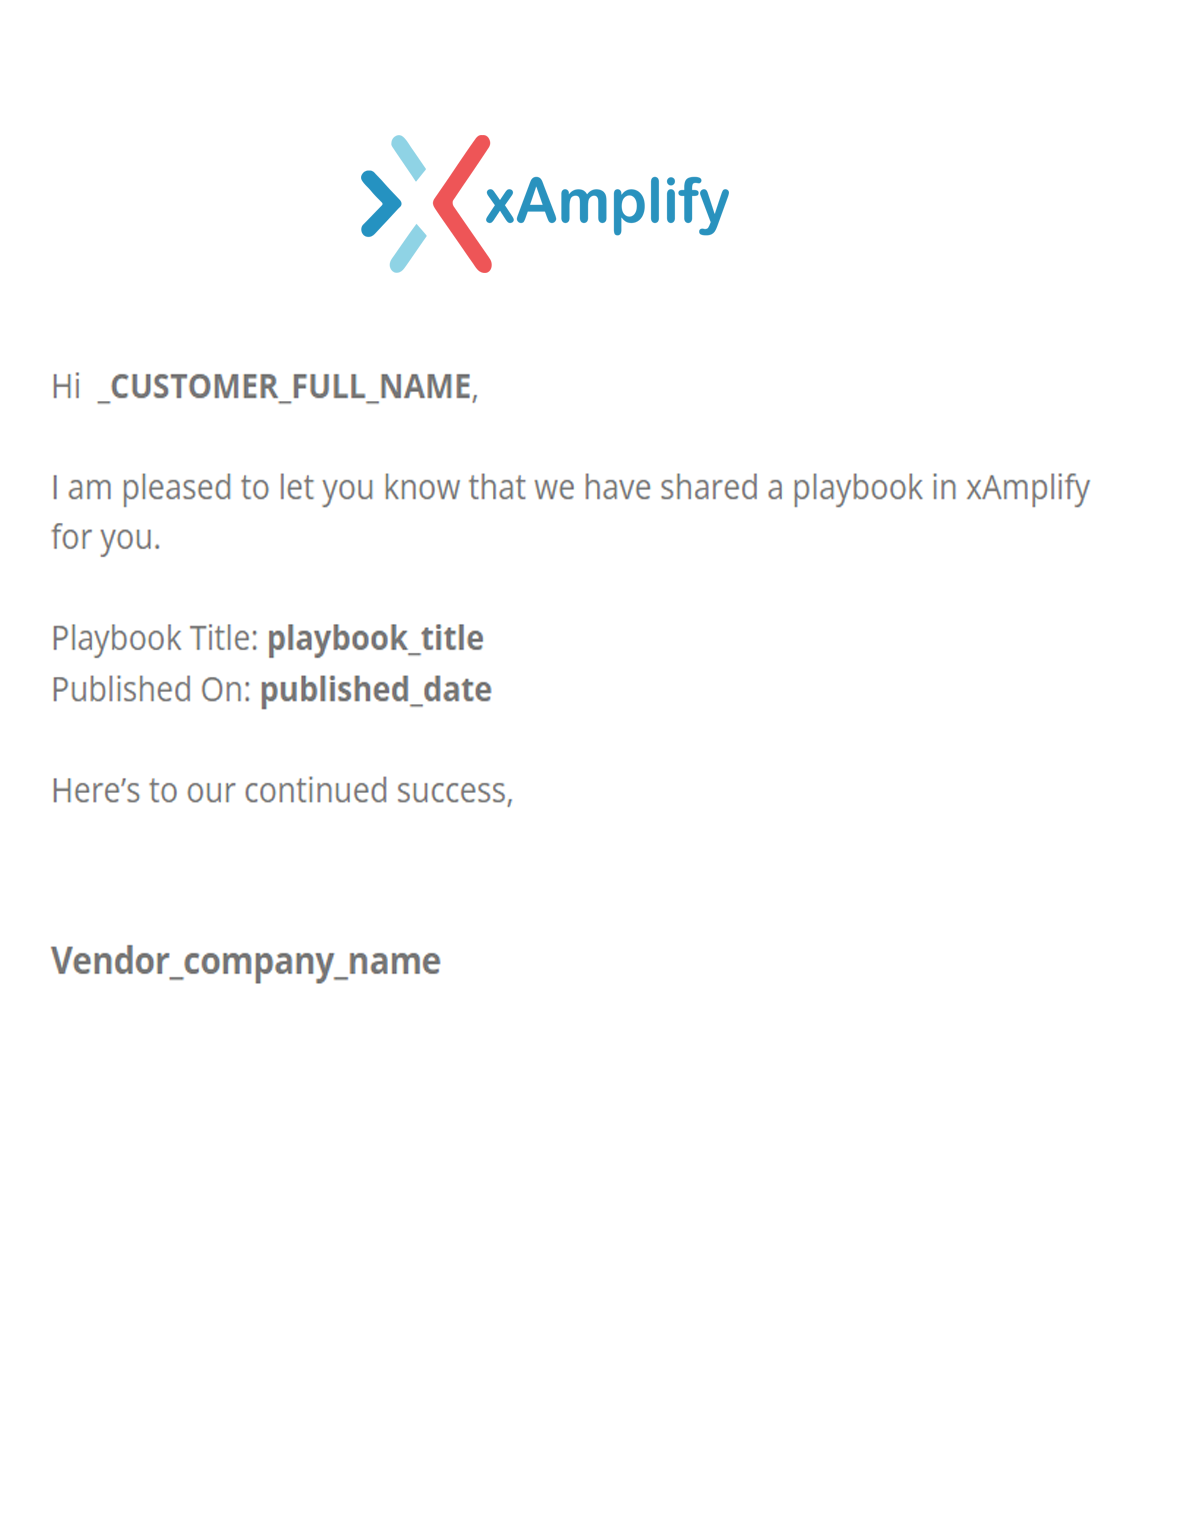 xAmplify
Hi _CUSTOMER_FULL_NAME,
I am pleased to let you know that we have shared a playbook in xAmplify
for you.
Playbook Title: playbook_title
Published On: published_date
Here’s to our continued success,
Vendor_company_name